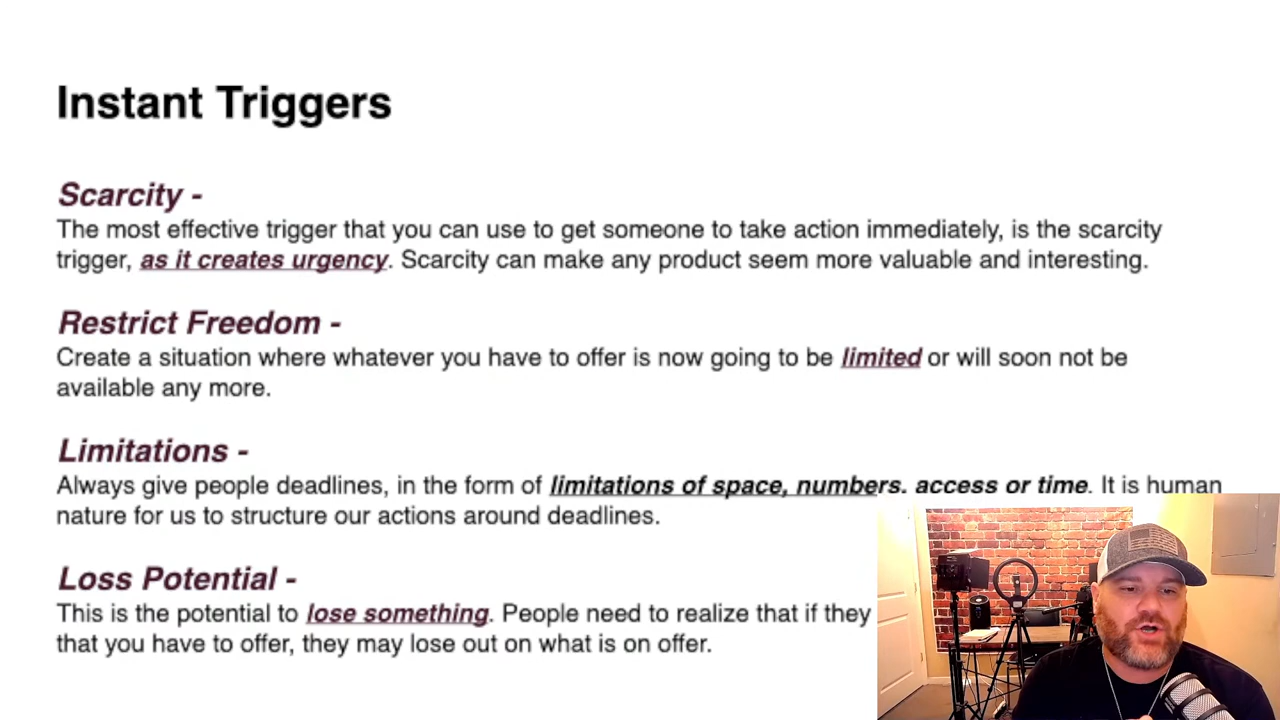 Instant Triggers
Scarcity -
The most effective trigger that you can use to get someone to take action immediately, is the scarcity
trigger, as it creates urgency. Scarcity can make any product seem more valuable and interesting.
Restrict Freedom -
Create a situation where whatever you have to offer is now going to be limited or will soon not be
available any more.
Limitations -
Always give people deadlines, in the form of limitations of space, numbers. access or time. It is human
nature for us to structure our actions around deadlines.
Loss Potential -
This is the potential to lose something. People need to realize that if they
that you have to offer, they may lose out on what is on offer.